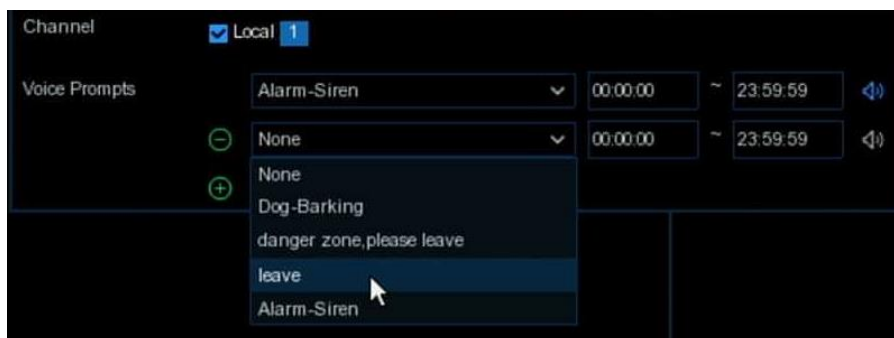 Channel Local 1
Voice Prompts Alarm-Siren 00:00:00 ~ 23:59:59
None 00:00:00 ~ 23:59:59
None
Dog-Barking
danger zone,please leave
leave
Alarm-Siren